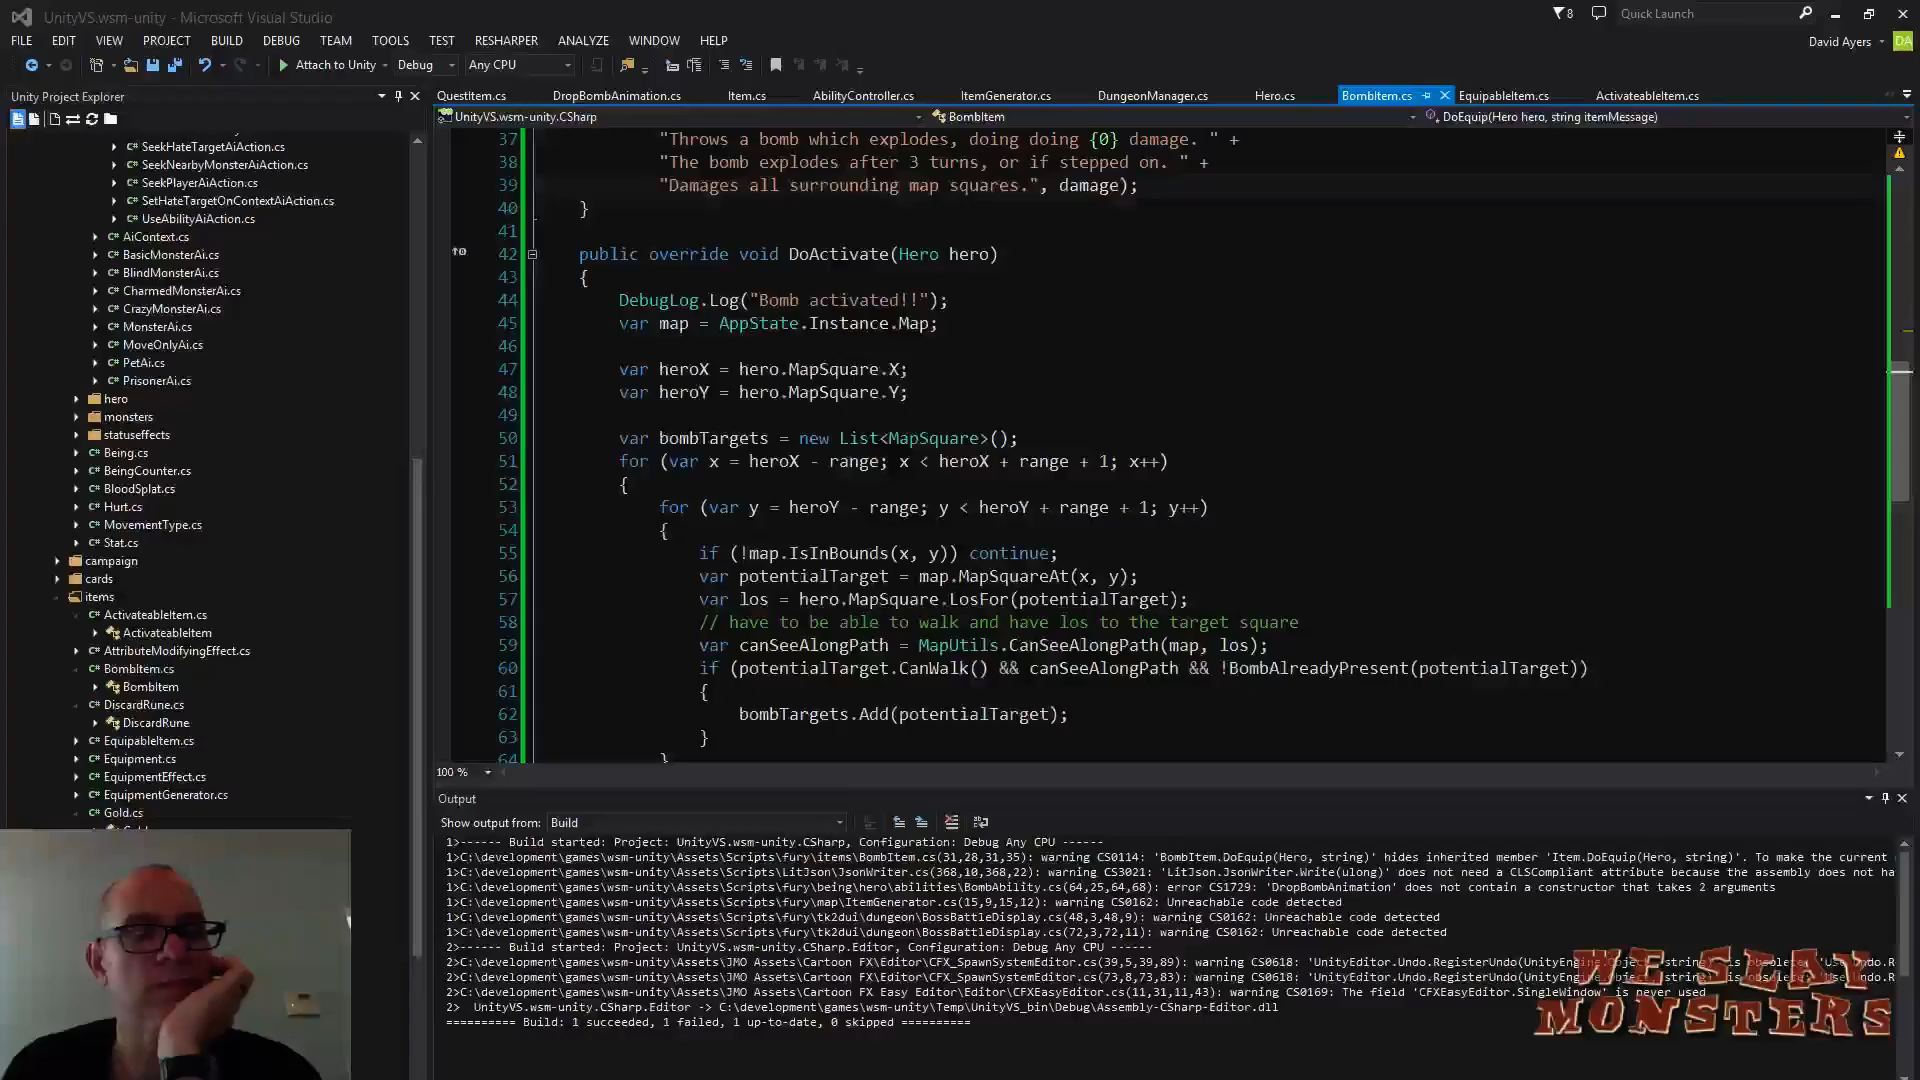 UnityVS.wsm-unity - Microsoft Visual Studio
8
Quick Launch
FILE EDIT VIEW PROJECT BUILD DEBUG TEAM TOOLS TEST RESHARPER ANALYZE WINDOW HELP
David Ayers
DA
Attach to Unity Debug Any CPU
Unity Project Explorer
SeekHateTargetAiAction.cs
SeekNearbyMonsterAiAction.cs
SeekPlayerAiAction.cs
SetHateTargetOnContextAiAction.cs
UseAbilityAiAction.cs
AiContext.cs
BasicMonsterAi.cs
BlindMonsterAi.cs
CharmedMonsterAi.cs
CrazyMonsterAi.cs
MonsterAi.cs
MoveOnlyAi.cs
PetAi.cs
PrisonerAi.cs
hero
monsters
statuseffects
Being.cs
BeingCounter.cs
BloodSplat.cs
Hurt.cs
MovementType.cs
Stat.cs
campaign
cards
items
ActivateableItem.cs
ActivateableItem
AttributeModifyingEffect.cs
BombItem.cs
BombItem
DiscardRune.cs
DiscardRune
EquipableItem.cs
Equipment.cs
EquipmentEffect.cs
EquipmentGenerator.cs
Gold.cs
QuestItem.cs DropBombAnimation.cs Item.cs AbilityController.cs ItemGenerator.cs DungeonManager.cs Hero.cs BombItem.cs EquipableItem.cs ActivateableItem.cs
UnityVS.wsm-unity.CSharp BombItem DoEquip(Hero hero, string itemMessage)
37 "Throws a bomb which explodes, doing doing {0} damage. " +
38 "The bomb explodes after 3 turns, or if stepped on. " +
39 "Damages all surrounding map squares.", damage);
40 }
41
42 public override void DoActivate(Hero hero)
43 {
44 DebugLog.Log("Bomb activated!!");
45 var map = AppState.Instance.Map;
46
47 var heroX = hero.MapSquare.X;
48 var heroY = hero.MapSquare.Y;
49
50 var bombTargets = new List<MapSquare>();
51 for (var x = heroX - range; x < heroX + range + 1; x++)
52 {
53 for (var y = heroY - range; y < heroY + range + 1; y++)
54 {
55 if (!map.IsInBounds(x, y)) continue;
56 var potentialTarget = map.MapSquareAt(x, y);
57 var los = hero.MapSquare.LosFor(potentialTarget);
58 // have to be able to walk and have los to the target square
59 var canSeeAlongPath = MapUtils.CanSeeAlongPath(map, los);
60 if (potentialTarget.CanWalk() && canSeeAlongPath && !BombAlreadyPresent(potentialTarget))
61 {
62 bombTargets.Add(potentialTarget);
63 }
64 }
100 %
Output
Show output from: Build
1>------ Build started: Project: UnityVS.wsm-unity.CSharp, Configuration: Debug Any CPU ------
1>C:\development\games\wsm-unity\Assets\Scripts\fury\items\BombItem.cs(31,28,31,35): warning CS0114: 'BombItem.DoEquip(Hero, string)' hides inherited member 'Item.DoEquip(Hero, string)'. To make the current
1>C:\development\games\wsm-unity\Assets\Scripts\LitJson\JsonWriter.cs(368,10,368,22): warning CS3021: 'LitJson.JsonWriter.Write(ulong)' does not need a CLSCompliant attribute because the assembly does not ha
1>C:\development\games\wsm-unity\Assets\Scripts\fury\being\hero\abilities\BombAbility.cs(64,25,64,68): error CS1729: 'DropBombAnimation' does not contain a constructor that takes 2 arguments
1>C:\development\games\wsm-unity\Assets\Scripts\fury\map\ItemGenerator.cs(15,9,15,12): warning CS0162: Unreachable code detected
1>C:\development\games\wsm-unity\Assets\Scripts\fury\tk2dui\dungeon\BossBattleDisplay.cs(48,3,48,9): warning CS0162: Unreachable code detected
1>C:\development\games\wsm-unity\Assets\Scripts\fury\tk2dui\dungeon\BossBattleDisplay.cs(72,3,72,11): warning CS0162: Unreachable code detected
2>------ Build started: Project: UnityVS.wsm-unity.CSharp.Editor, Configuration: Debug Any CPU ------
2>C:\development\games\wsm-unity\Assets\JMO Assets\Cartoon FX\Editor\CFX_SpawnSystemEditor.cs(39,5,39,89): warning CS0618: 'UnityEditor.Undo.RegisterUndo(UnityEngine.Object, string)' is obsolete: 'Use Undo.R
2>C:\development\games\wsm-unity\Assets\JMO Assets\Cartoon FX\Editor\CFX_SpawnSystemEditor.cs(73,8,73,83): warning CS0618: 'UnityEditor.Undo.RegisterUndo(UnityEngine.Object, string)' is obsolete: 'Use Undo.R
2>C:\development\games\wsm-unity\Assets\JMO Assets\Cartoon FX Easy Editor\Editor\CFXEasyEditor.cs(11,31,11,43): warning CS0169: The field 'CFXEasyEditor.SingleWindow' is never used
2> UnityVS.wsm-unity.CSharp.Editor -> C:\development\games\wsm-unity\Temp\UnityVS_bin\Debug\Assembly-CSharp-Editor.dll
========== Build: 1 succeeded, 1 failed, 1 up-to-date, 0 skipped ==========
WE SLAY
MONSTERS